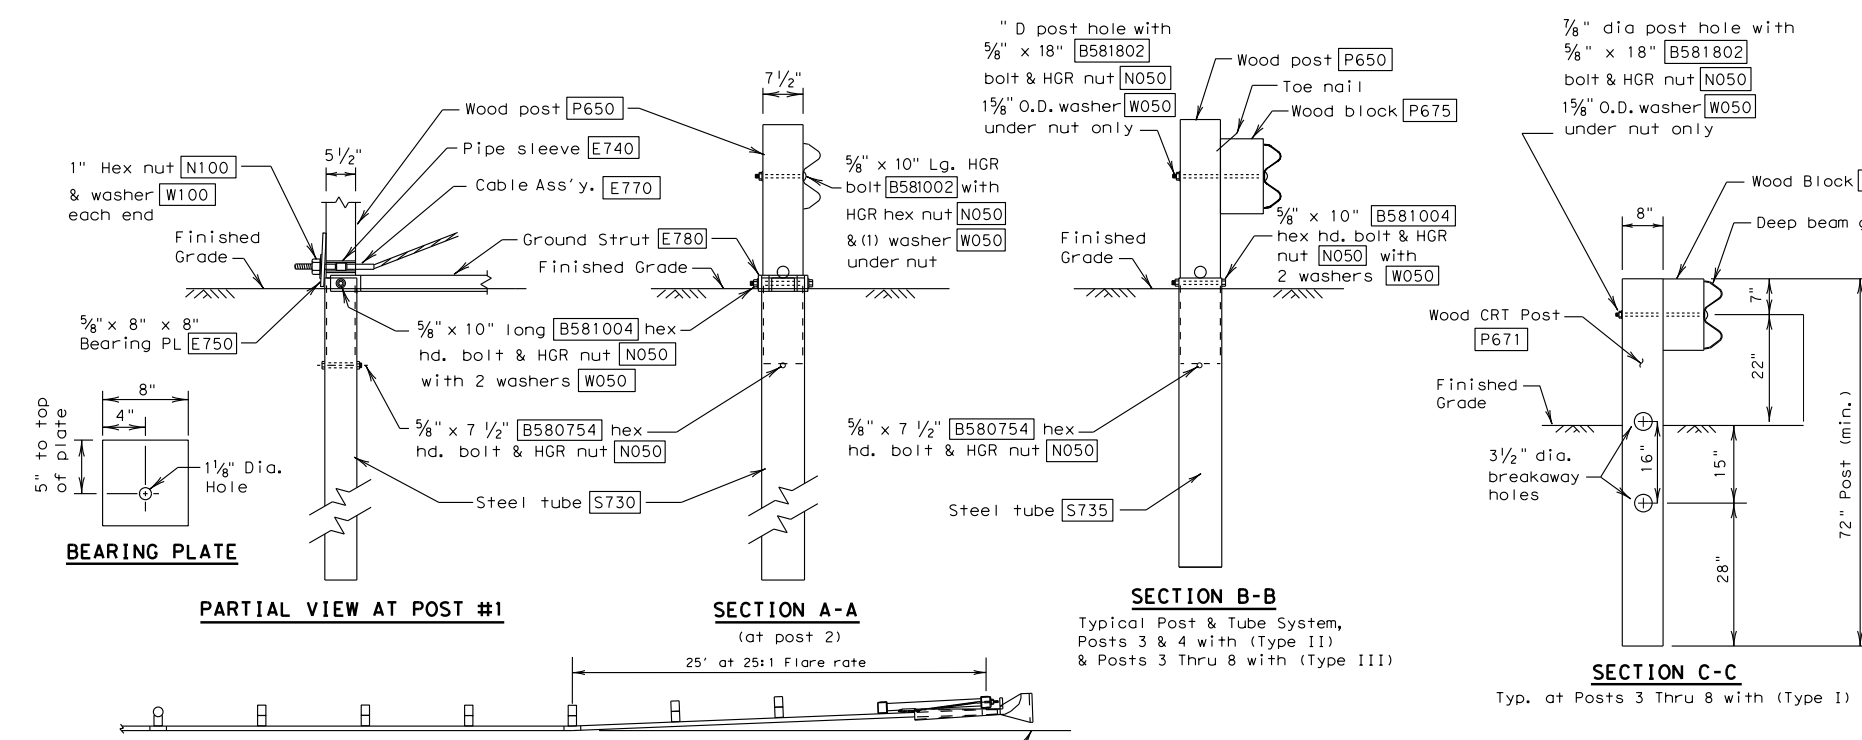 1" Hex nut N100
& washer W100
each end
Finished
Grade
5/8" x 8" x 8"
Bearing PL E750
5 1/2"
Wood post P650
Pipe sleeve E740
Cable Ass'y. E770
Ground Strut E780
Finished Grade
5/8" x 10" long B581004 hex
hd. bolt & HGR nut N050
with 2 washers W050
5/8" x 7 1/2" B580754 hex
hd. bolt & HGR nut N050
Steel tube S730
8"
4"
5" to top
of plate
1 1/8" Dia.
Hole
BEARING PLATE
PARTIAL VIEW AT POST #1
7 1/2"
5/8" x 10" Lg. HGR
bolt B581002 with
HGR hex nut N050
& (1) washer W050
under nut
SECTION A-A
(at post 2)
" D post hole with
5/8" x 18" B581802
bolt & HGR nut N050
1 5/8" O.D. washer W050
under nut only
Wood post P650
Toe nail
Wood block P675
5/8" x 10" B581004
hex hd. bolt & HGR
nut N050 with
2 washers W050
Finished
Grade
5/8" x 7 1/2" B580754 hex
hd. bolt & HGR nut N050
Steel tube S735
SECTION B-B
Typical Post & Tube System,
Posts 3 & 4 with (Type II)
& Posts 3 Thru 8 with (Type III)
7/8" dia post hole with
5/8" x 18" B581802
bolt & HGR nut N050
1 5/8" O.D. washer W050
under nut only
8"
Wood Block
Deep beam
Wood CRT Post
P671
Finished
Grade
3 1/2" dia.
breakaway
holes
7"
22"
16"
15"
28"
72" Post (min.)
SECTION C-C
Typ. at Posts 3 Thru 8 with (Type I)
25' at 25:1 Flare rate